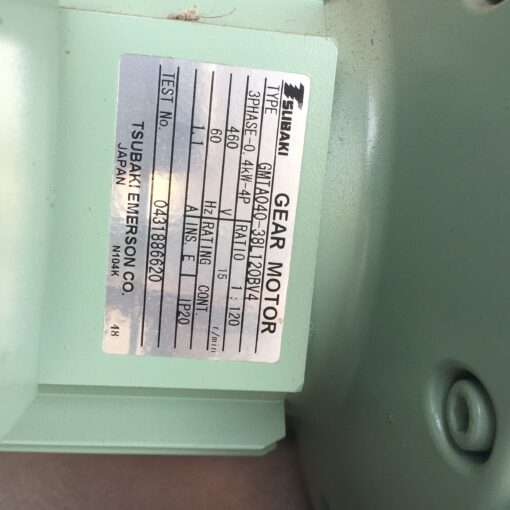 TSUBAKI GEAR MOTOR
TYPE GMTA040-38L120BV4
3PHASE-0.4kW-4P
460 V RATIO 1:120
60 Hz RATING CONT. 15 r/min
1.1 A INS. E IP20
TEST No. 0431886620
TSUBAKI EMERSON CO.
JAPAN N104K 48